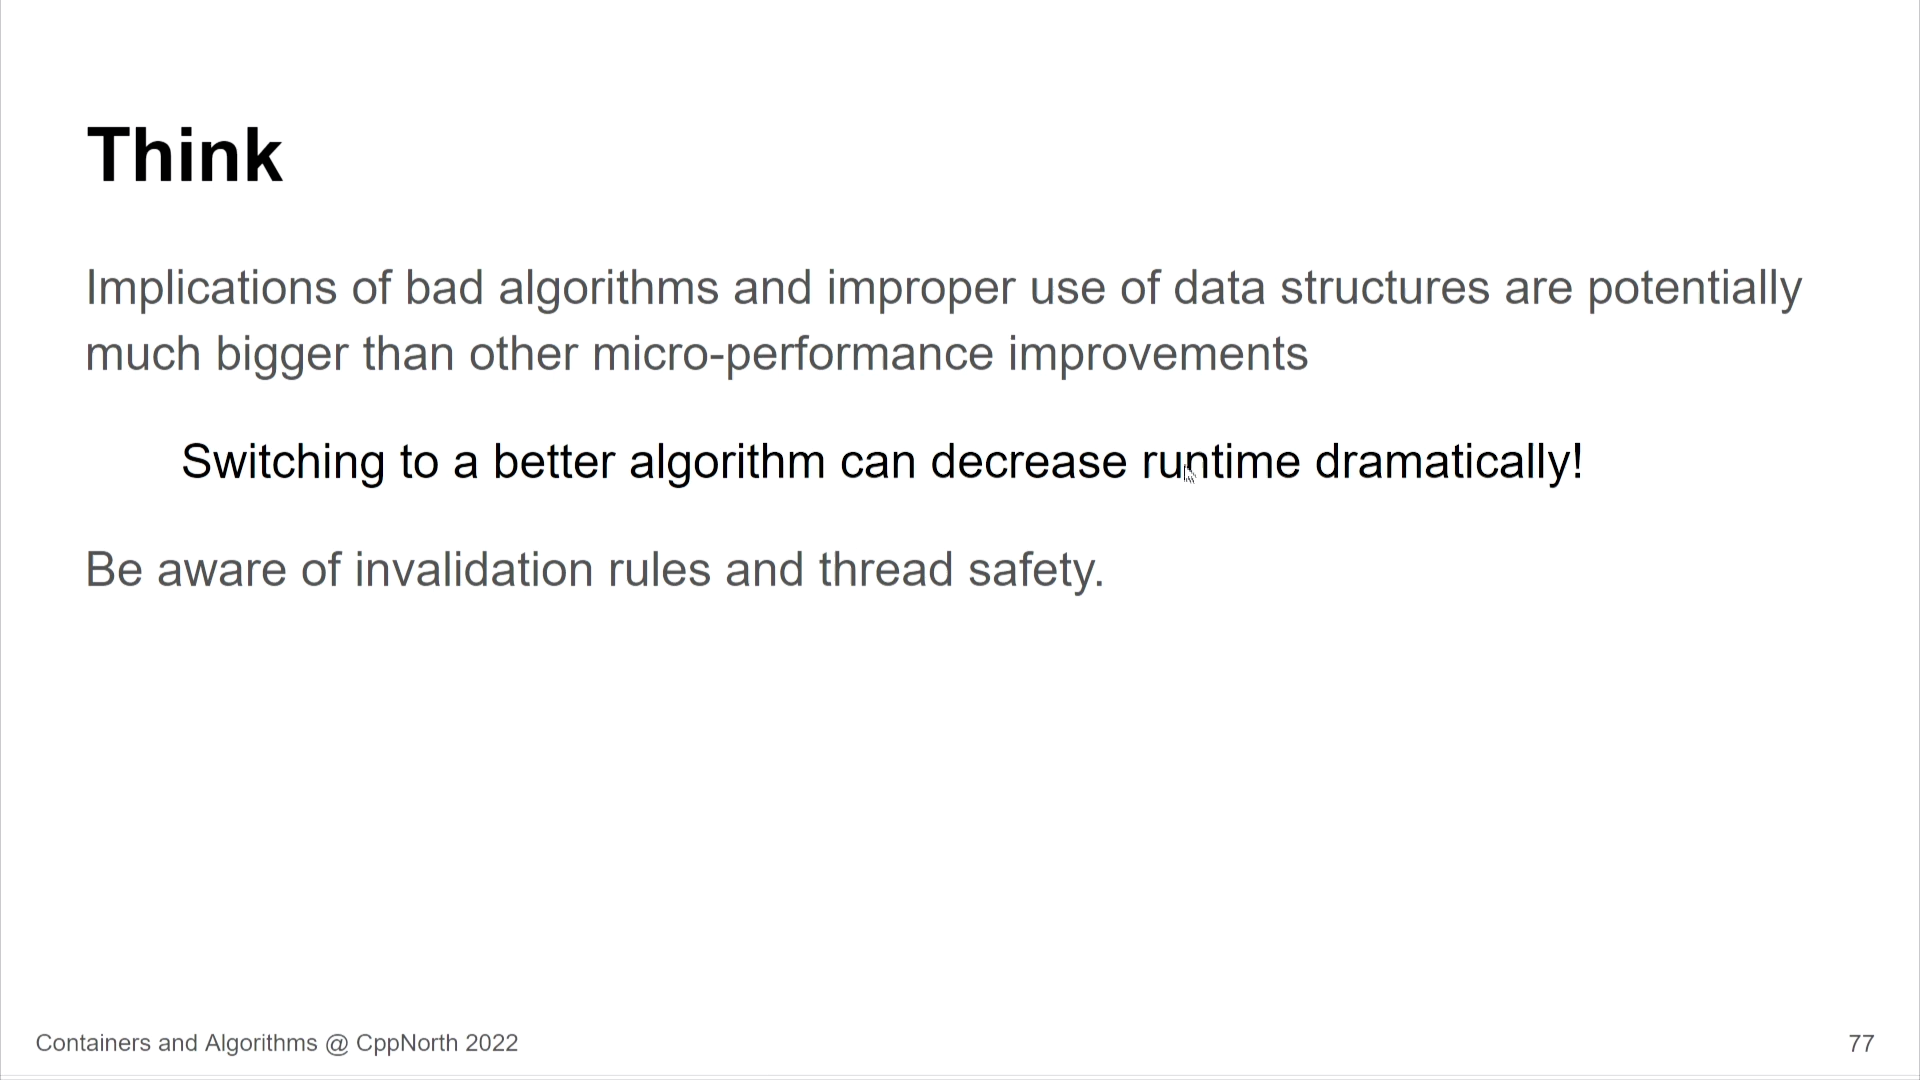 Think
Implications of bad algorithms and improper use of data structures are potentially
much bigger than other micro-performance improvements
Switching to a better algorithm can decrease runtime dramatically!
Be aware of invalidation rules and thread safety.
Containers and Algorithms @ CppNorth 2022
77